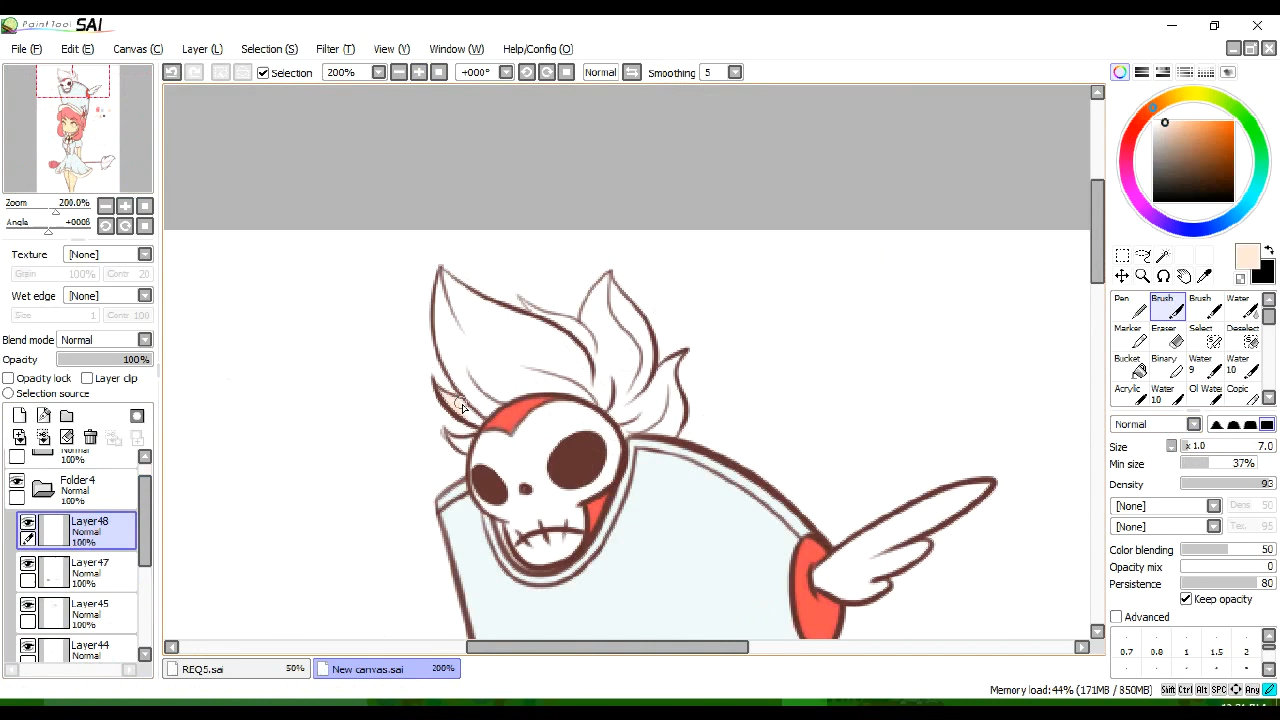 PaintTool SAI
File (F) Edit (E) Canvas (C) Layer (L) Selection (S) Filter (T) View (V) Window (W) Help/Config (O)
Selection 200% +000° Normal Smoothing 5
Zoom 200.0%
Angle +000°
Texture [None]
Grain 100% Contr 20
Wet edge [None]
Size 1 Contr 100
Blend mode Normal
Opacity 100%
Opacity lock Layer clip
Selection source
100%
Folder4
Normal
100%
Layer48
Normal
100%
Layer47
Normal
100%
Layer45
Normal
100%
Layer44
Normal
100%
Pen Brush Brush Water
Marker Eraser Select Deselect
Bucket Binary Water 9 Water 10
Acrylic Water 10 Oil Water Copic
Normal
Size x 1.0 7.0
Min size 37%
Density 93
[None] Densi 50
[None] Tex. 95
Color blending 50
Opacity mix 0
Persistence 80
Keep opacity
Advanced
0.7 0.8 1 1.5 2
REQ5.sai 50% New canvas.sai 200%
Memory load: 44% (171MB / 850MB) Shift Ctrl Alt SPC Any